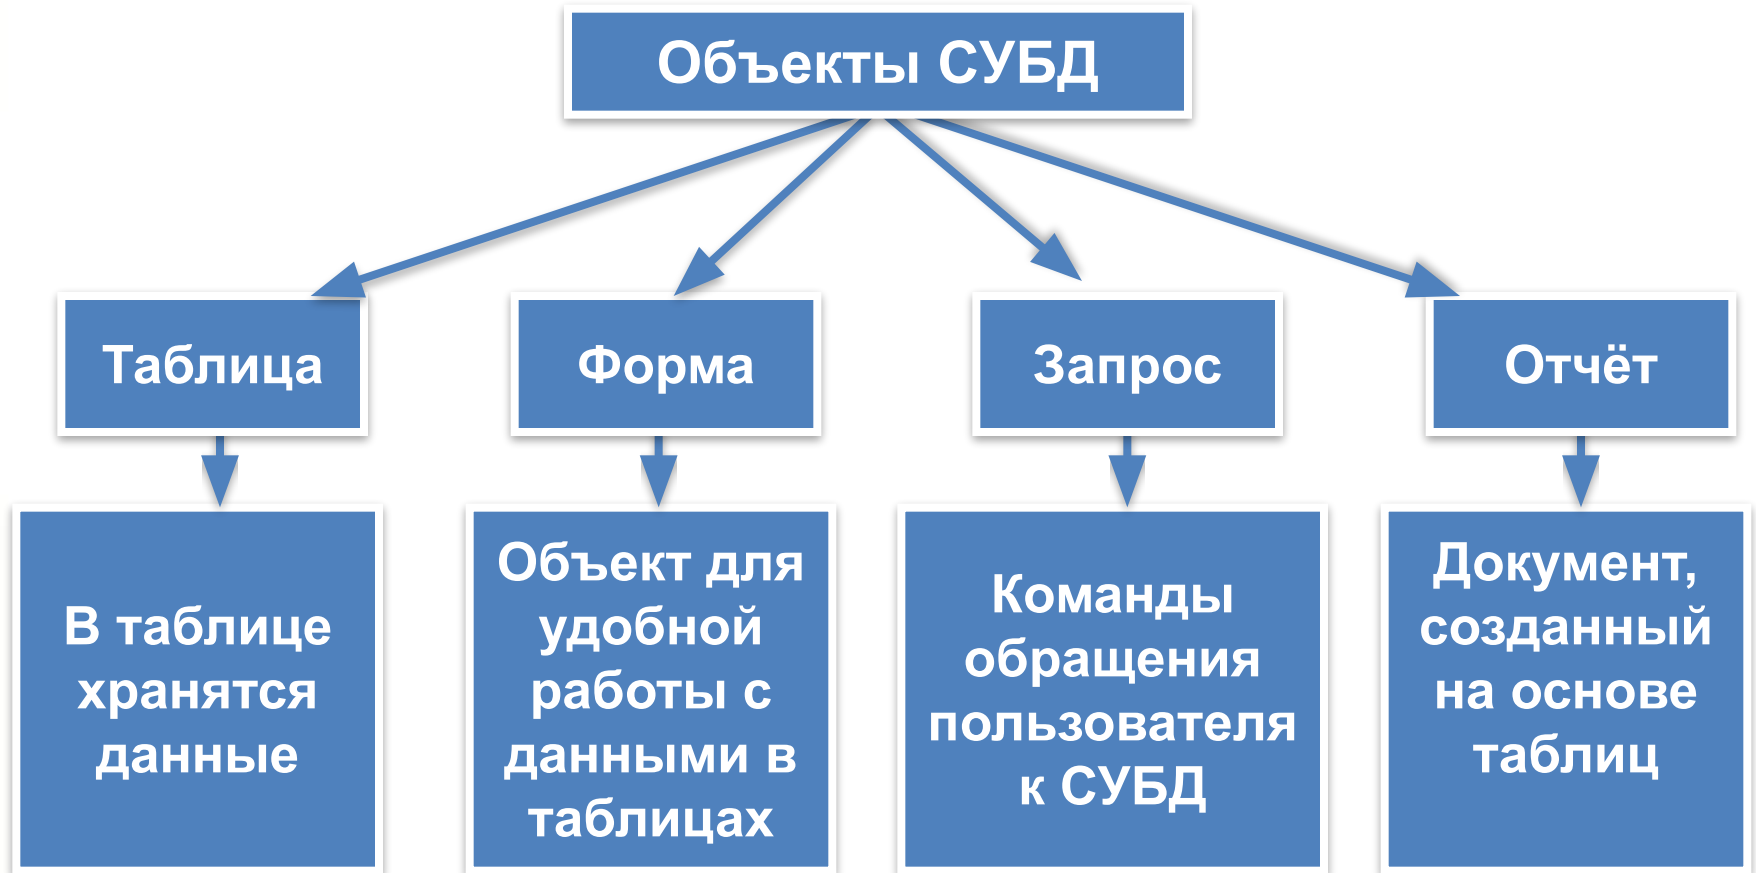 Объекты СУБД
Таблица
Форма
Запрос
Отчёт
В таблице
хранятся
данные
Объект для
удобной
работы с
данными в
таблицах
Команды
обращения
пользователя
к СУБД
Документ,
созданный
на основе
таблиц